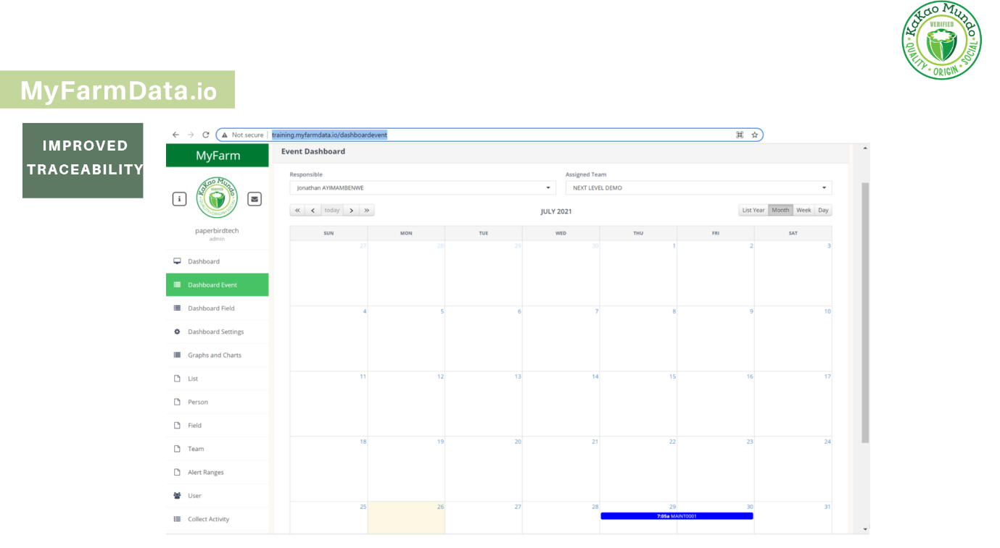 KaKao Mundo
VERIFIED
QUALITY • ORIGIN • SOCIAL
MyFarmData.io
IMPROVED
TRACEABILITY
Not secure | training.myfarmdata.io/dashboardevent
MyFarm
Event Dashboard
Responsible
Assigned Team
Jonathan AYIMAMBENWE
NEXT LEVEL DEMO
KaKao Mundo
VERIFIED
QUALITY • ORIGIN • SOCIAL
paperbirdtech
admin
today
JULY 2021
List Year Month Week Day
SUN MON TUE WED THU FRI SAT
27 28 29 30 1 2 3
4 5 6 7 8 9 10
11 12 13 14 15 16 17
18 19 20 21 22 23 24
25 26 27 28 29 30 31
7:05a MAINT0001
Dashboard
Dashboard Event
Dashboard Field
Dashboard Settings
Graphs and Charts
List
Person
Field
Team
Alert Ranges
User
Collect Activity